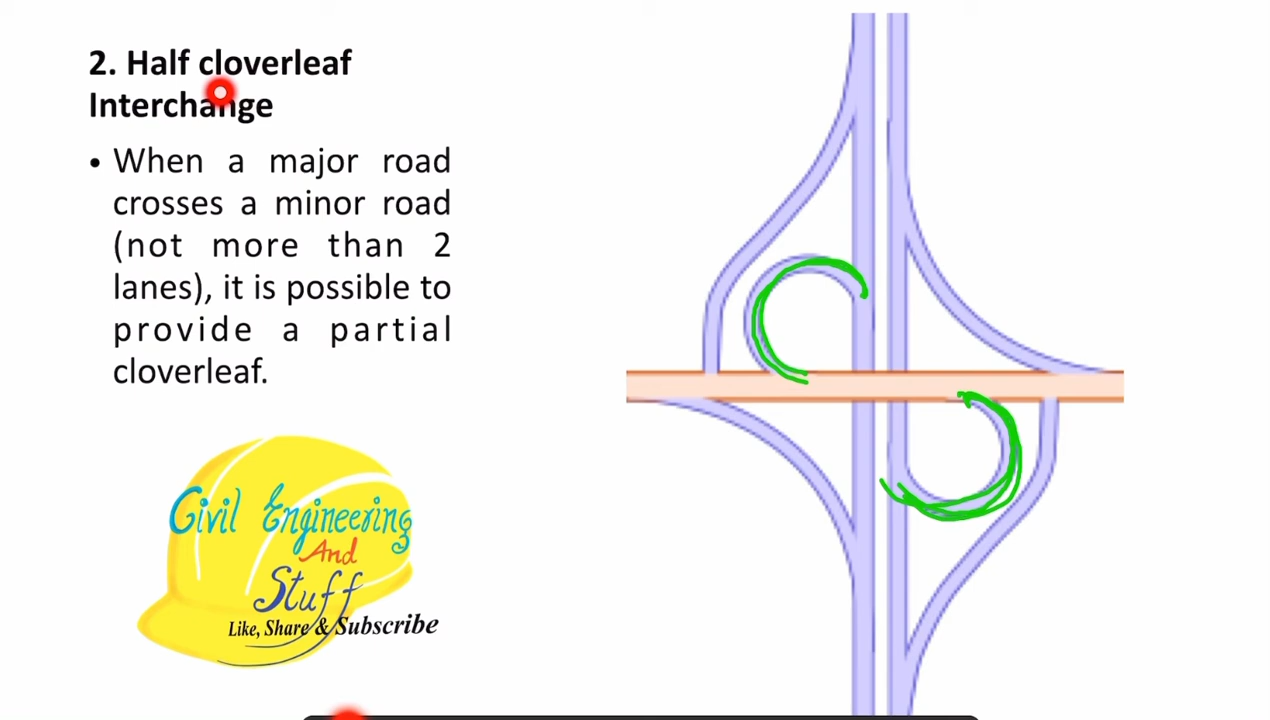 2. Half cloverleaf
Interchange
• When a major road
crosses a minor road
(not more than 2
lanes), it is possible to
provide a partial
cloverleaf.
Civil Engineering
And
Stuff
Like, Share & Subscribe